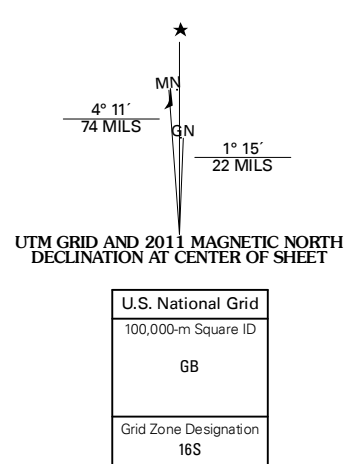 MN
4° 11´
74 MILS
GN
1° 15´
22 MILS
UTM GRID AND 2011 MAGNETIC NORTH
DECLINATION AT CENTER OF SHEET
U.S. National Grid
100,000-m Square ID
GB
Grid Zone Designation
16S